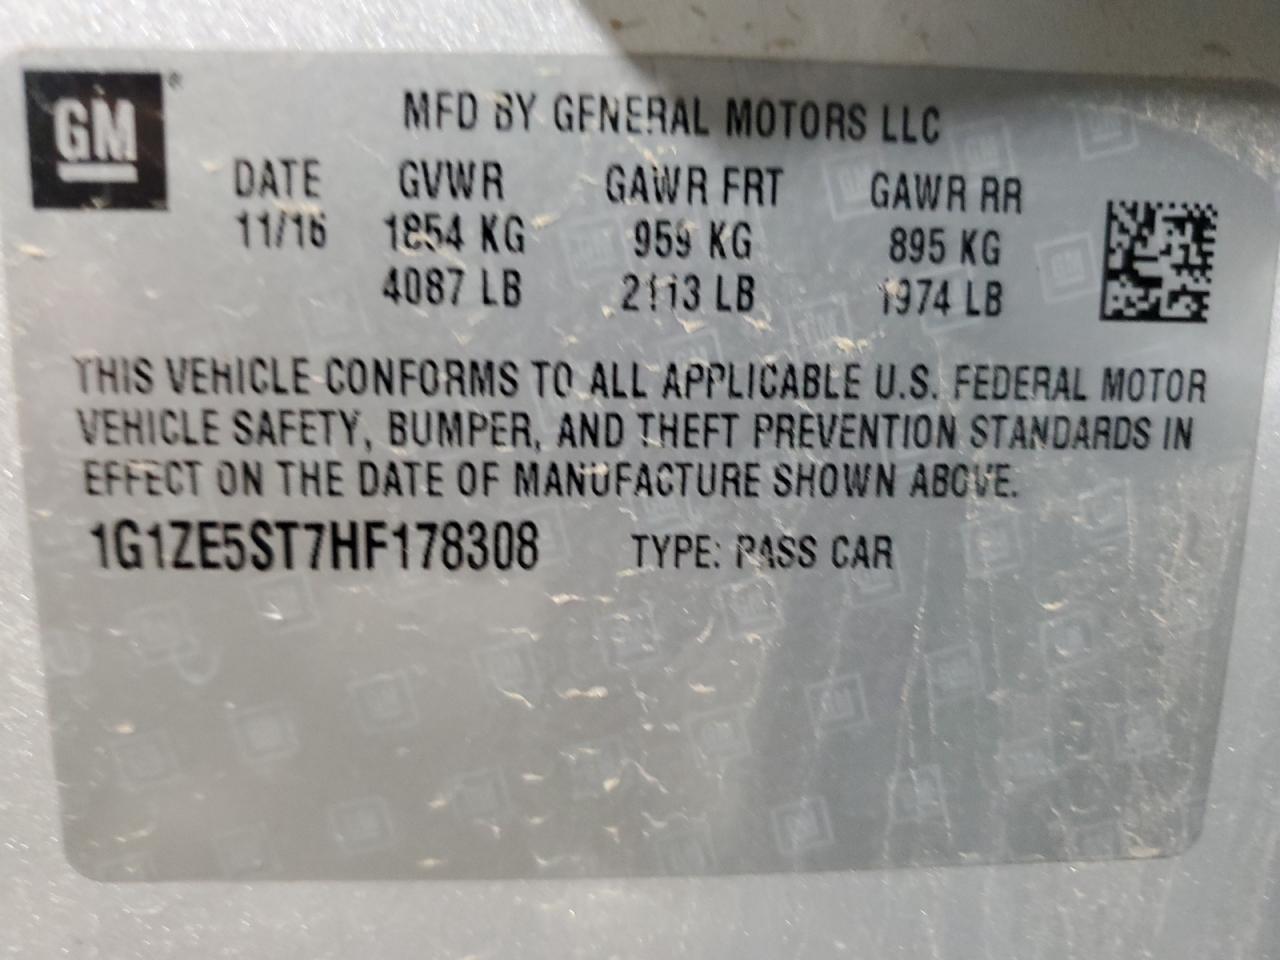 GM®
MFD BY GENERAL MOTORS LLC
DATE GVWR GAWR FRT GAWR RR
11/16 1854 KG 959 KG 895 KG
4087 LB 2113 LB 1974 LB
THIS VEHICLE CONFORMS TO ALL APPLICABLE U.S. FEDERAL MOTOR
VEHICLE SAFETY, BUMPER, AND THEFT PREVENTION STANDARDS IN
EFFECT ON THE DATE OF MANUFACTURE SHOWN ABOVE.
1G1ZE5ST7HF178308 TYPE: PASS CAR